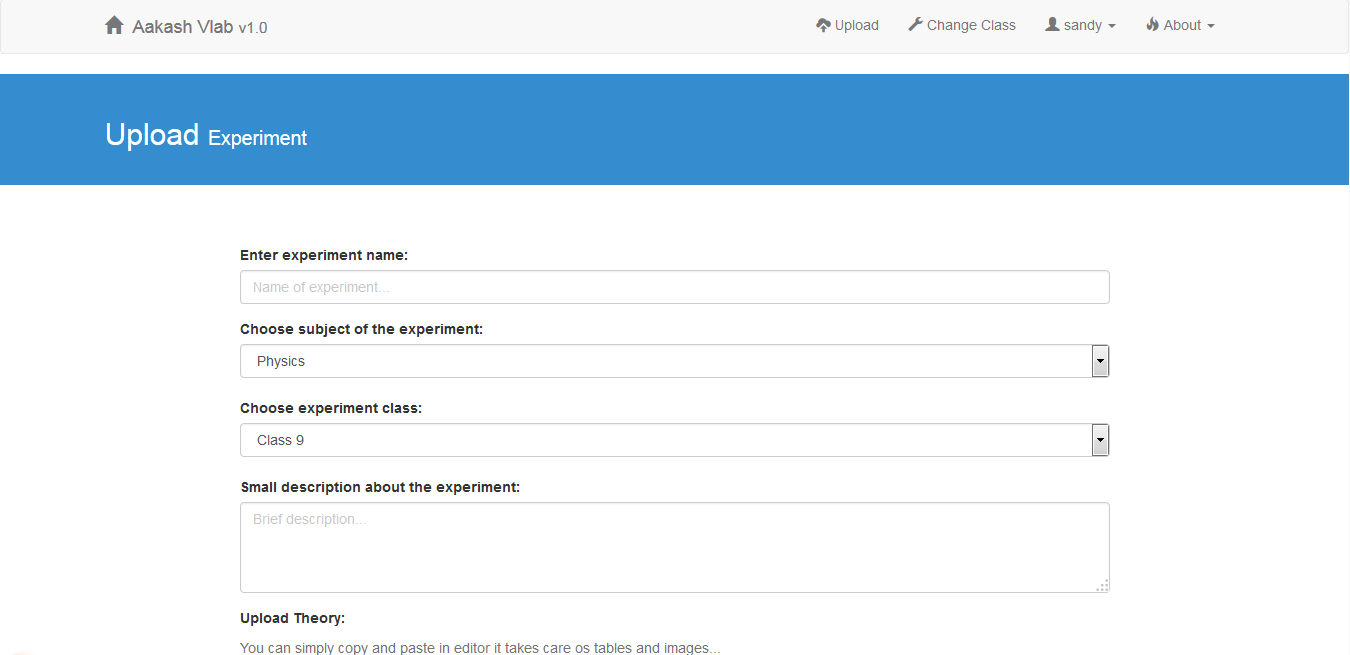 Aakash Vlab v1.0 Upload Change Class sandy About
Upload Experiment
Enter experiment name:
Name of experiment...
Choose subject of the experiment:
Physics
Choose experiment class:
Class 9
Small description about the experiment:
Brief description...
Upload Theory:
You can simply copy and paste in editor it takes care os tables and images...